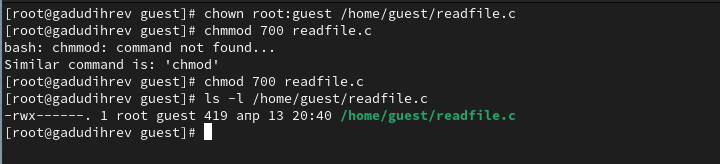 [root@gadudihrev guest]# chown root:guest /home/guest/readfile.c
[root@gadudihrev guest]# chmmod 700 readfile.c
bash: chmmod: command not found...
Similar command is: 'chmod'
[root@gadudihrev guest]# chmod 700 readfile.c
[root@gadudihrev guest]# ls -l /home/guest/readfile.c
-rwx------. 1 root guest 419 апр 13 20:40 /home/guest/readfile.c
[root@gadudihrev guest]#